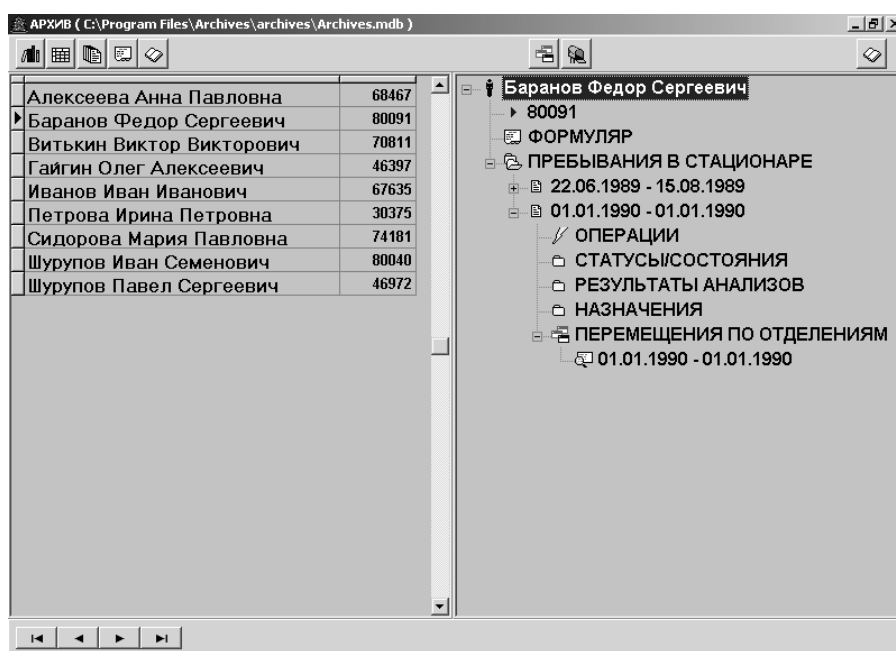 АРХИВ ( C:\Program Files\Archives\archives\Archives.mdb )
Алексеева Анна Павловна 68467
Баранов Федор Сергеевич 80091
Витькин Виктор Викторович 70811
Гайгин Олег Алексеевич 46397
Иванов Иван Иванович 67635
Петрова Ирина Петровна 30375
Сидорова Мария Павловна 74181
Шурупов Иван Семенович 80040
Шурупов Павел Сергеевич 46972
Баранов Федор Сергеевич
80091
ФОРМУЛЯР
ПРЕБЫВАНИЯ В СТАЦИОНАРЕ
22.06.1989 - 15.08.1989
01.01.1990 - 01.01.1990
ОПЕРАЦИИ
СТАТУСЫ/СОСТОЯНИЯ
РЕЗУЛЬТАТЫ АНАЛИЗОВ
НАЗНАЧЕНИЯ
ПЕРЕМЕЩЕНИЯ ПО ОТДЕЛЕНИЯМ
01.01.1990 - 01.01.1990